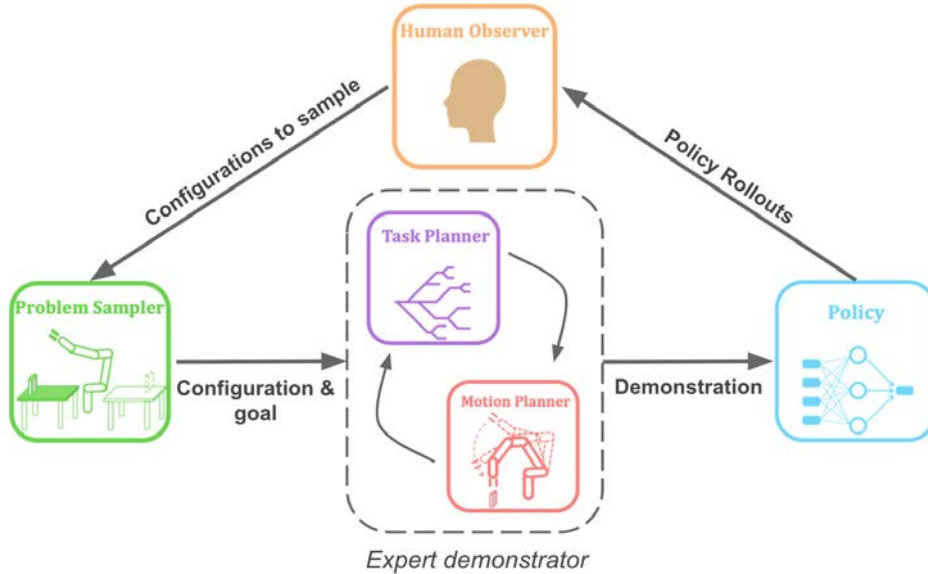 Human Observer
Configurations to sample
Policy Rollouts
Task Planner
Problem Sampler
Policy
Configuration &
goal
Demonstration
Motion Planner
Expert demonstrator